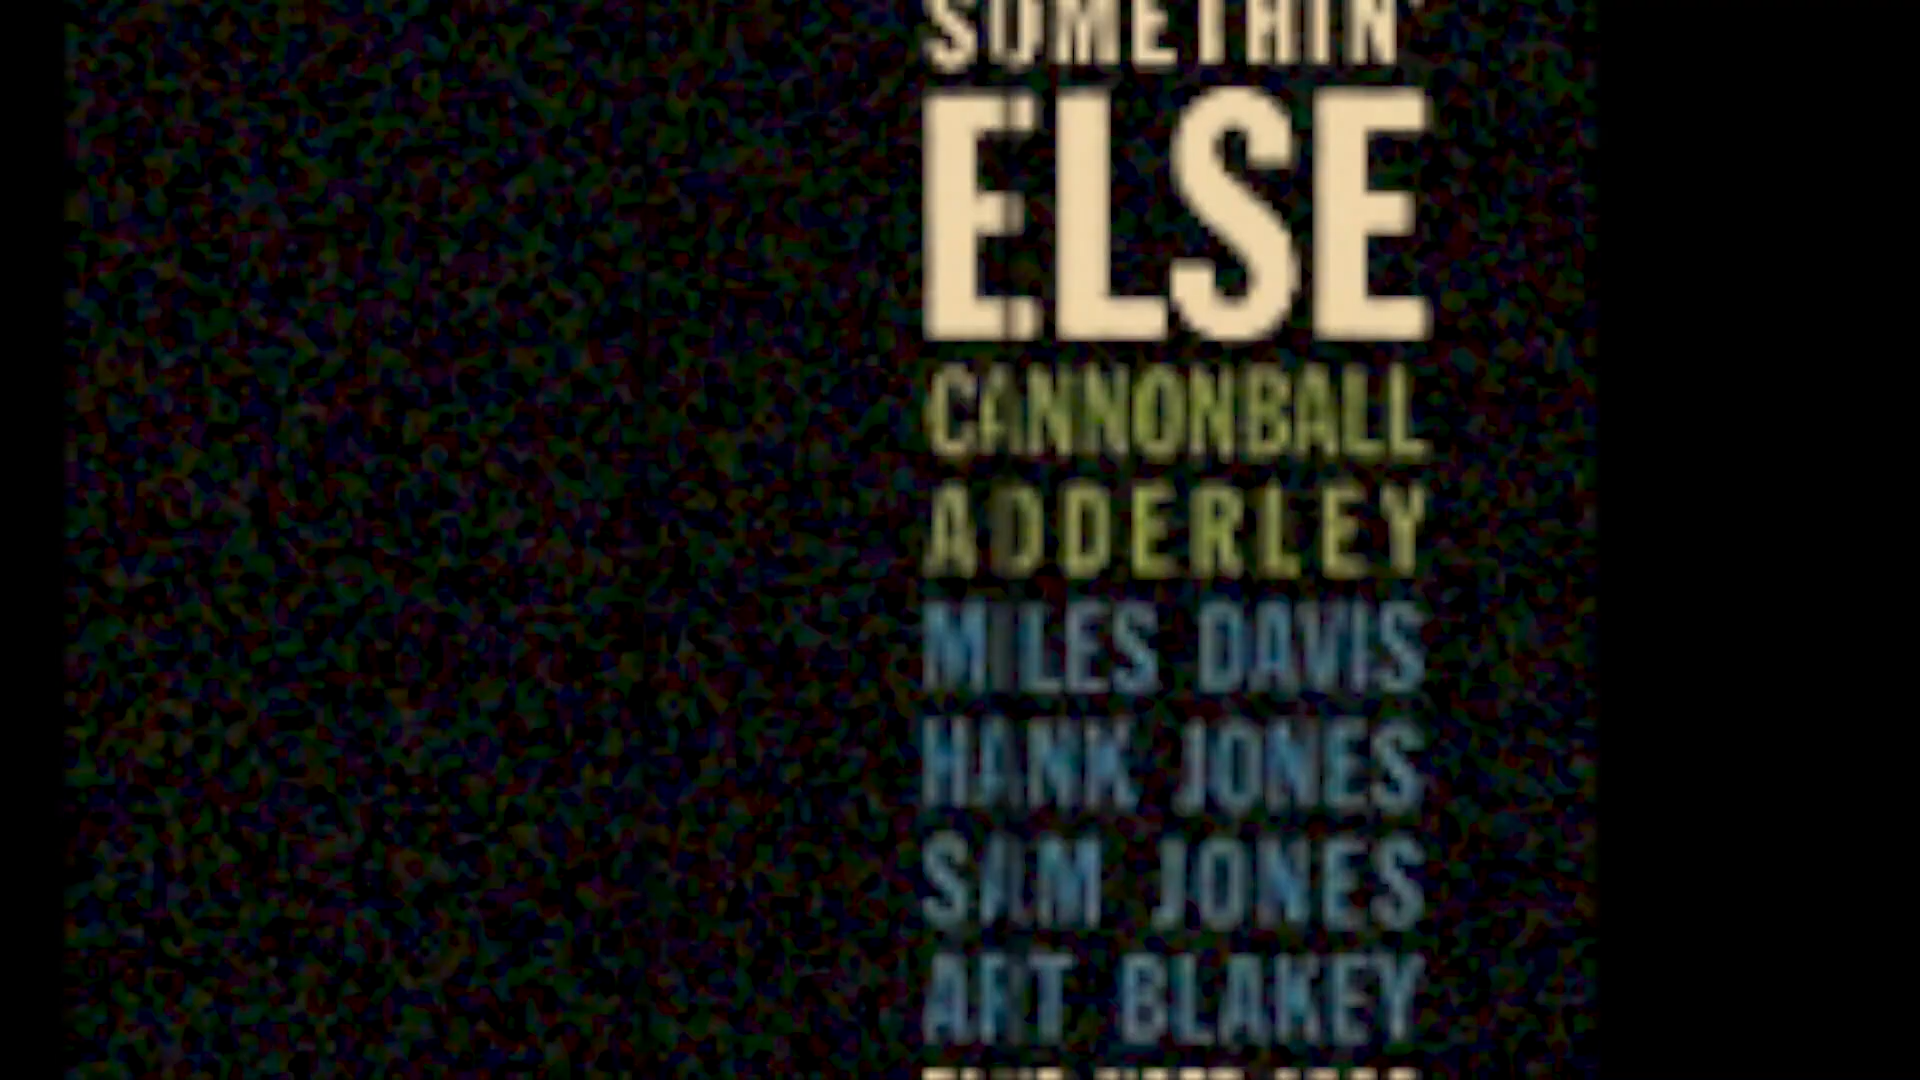 SOMETHIN'
ELSE
CANNONBALL
ADDERLEY
MILES DAVIS
HANK JONES
SAM JONES
ART BLAKEY